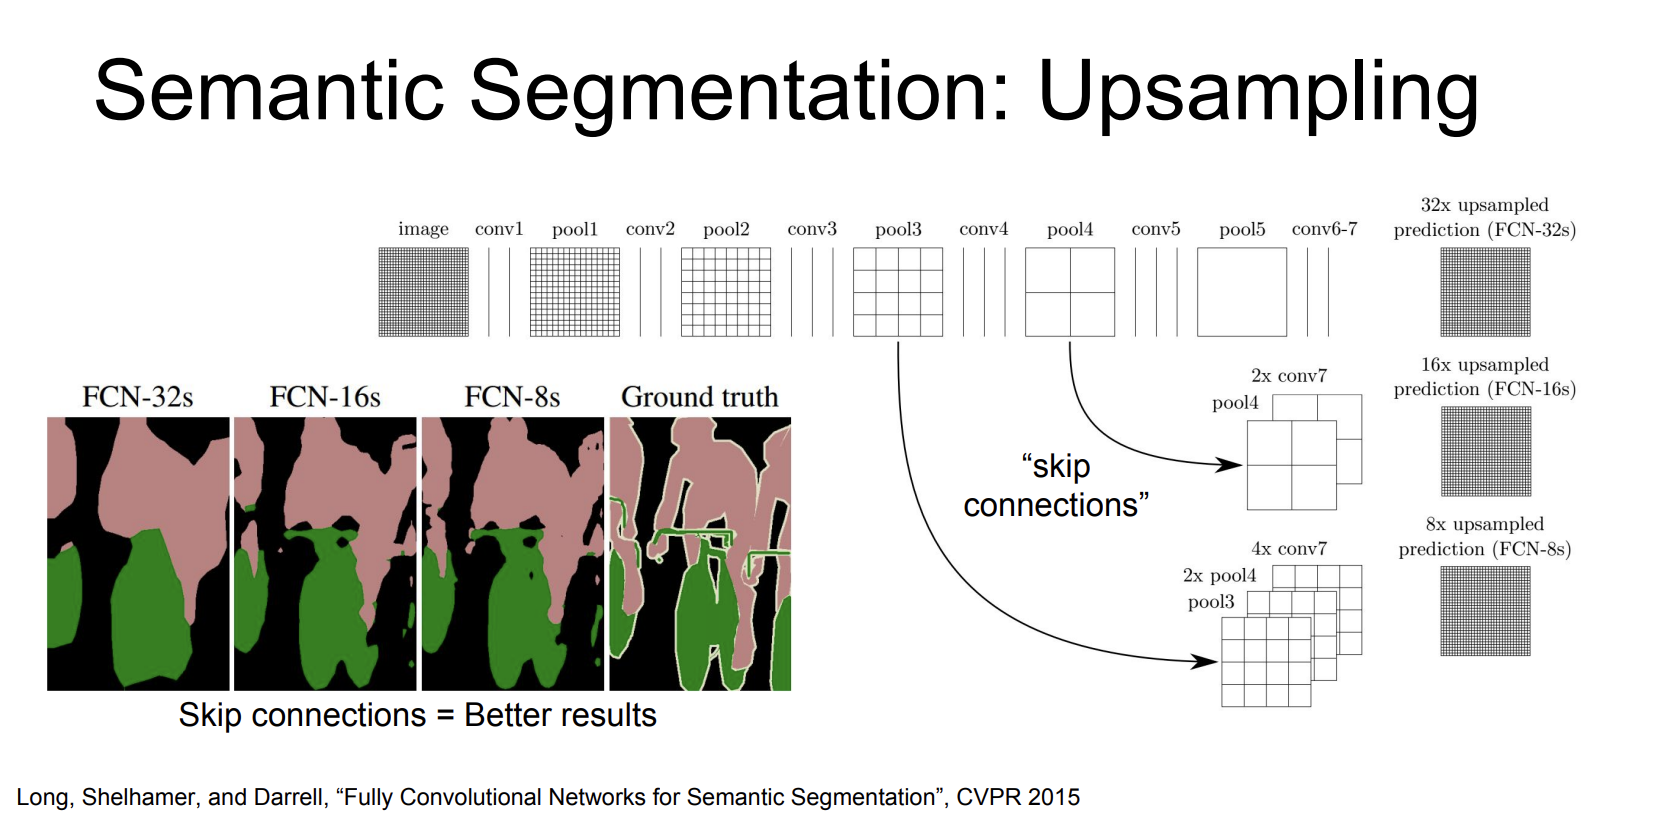 Semantic Segmentation: Upsampling
image conv1 pool1 conv2 pool2 conv3 pool3 conv4 pool4 conv5 pool5 conv6-7
32x upsampled
prediction (FCN-32s)
16x upsampled
prediction (FCN-16s)
2x conv7
pool4
8x upsampled
prediction (FCN-8s)
4x conv7
2x pool4
pool3
"skip
connections"
FCN-32s FCN-16s FCN-8s Ground truth
Skip connections = Better results
Long, Shelhamer, and Darrell, “Fully Convolutional Networks for Semantic Segmentation”, CVPR 2015